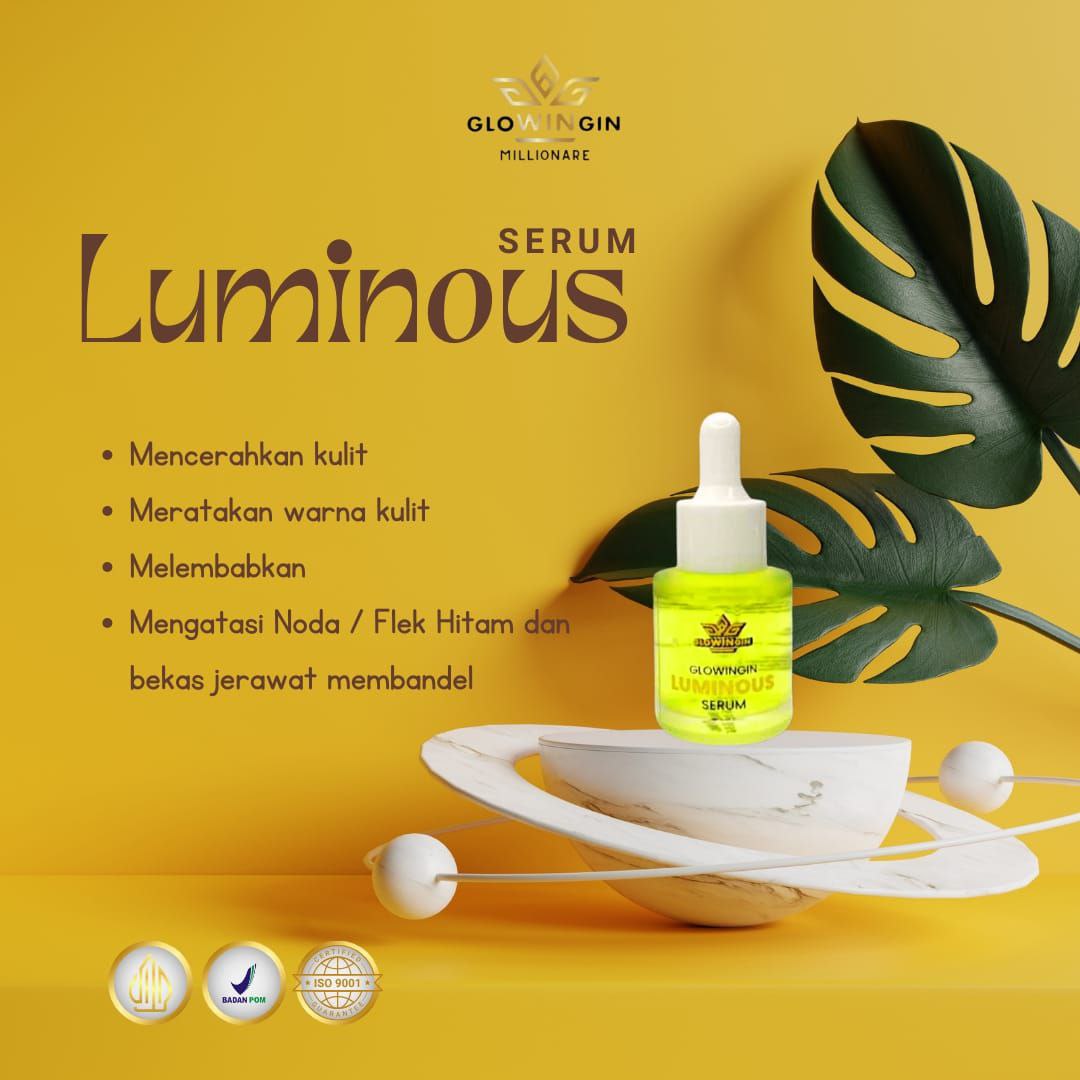 GLOWINGIN
MILLIONARE
SERUM
Luminous
• Mencerahkan kulit
• Meratakan warna kulit
• Melembabkan
• Mengatasi Noda / Flek Hitam dan
bekas jerawat membandel
GLOWINGIN
GLOWINGIN
LUMINOUS
SERUM
BADAN POM
CERTIFIED
ISO 9001
GUARANTEE